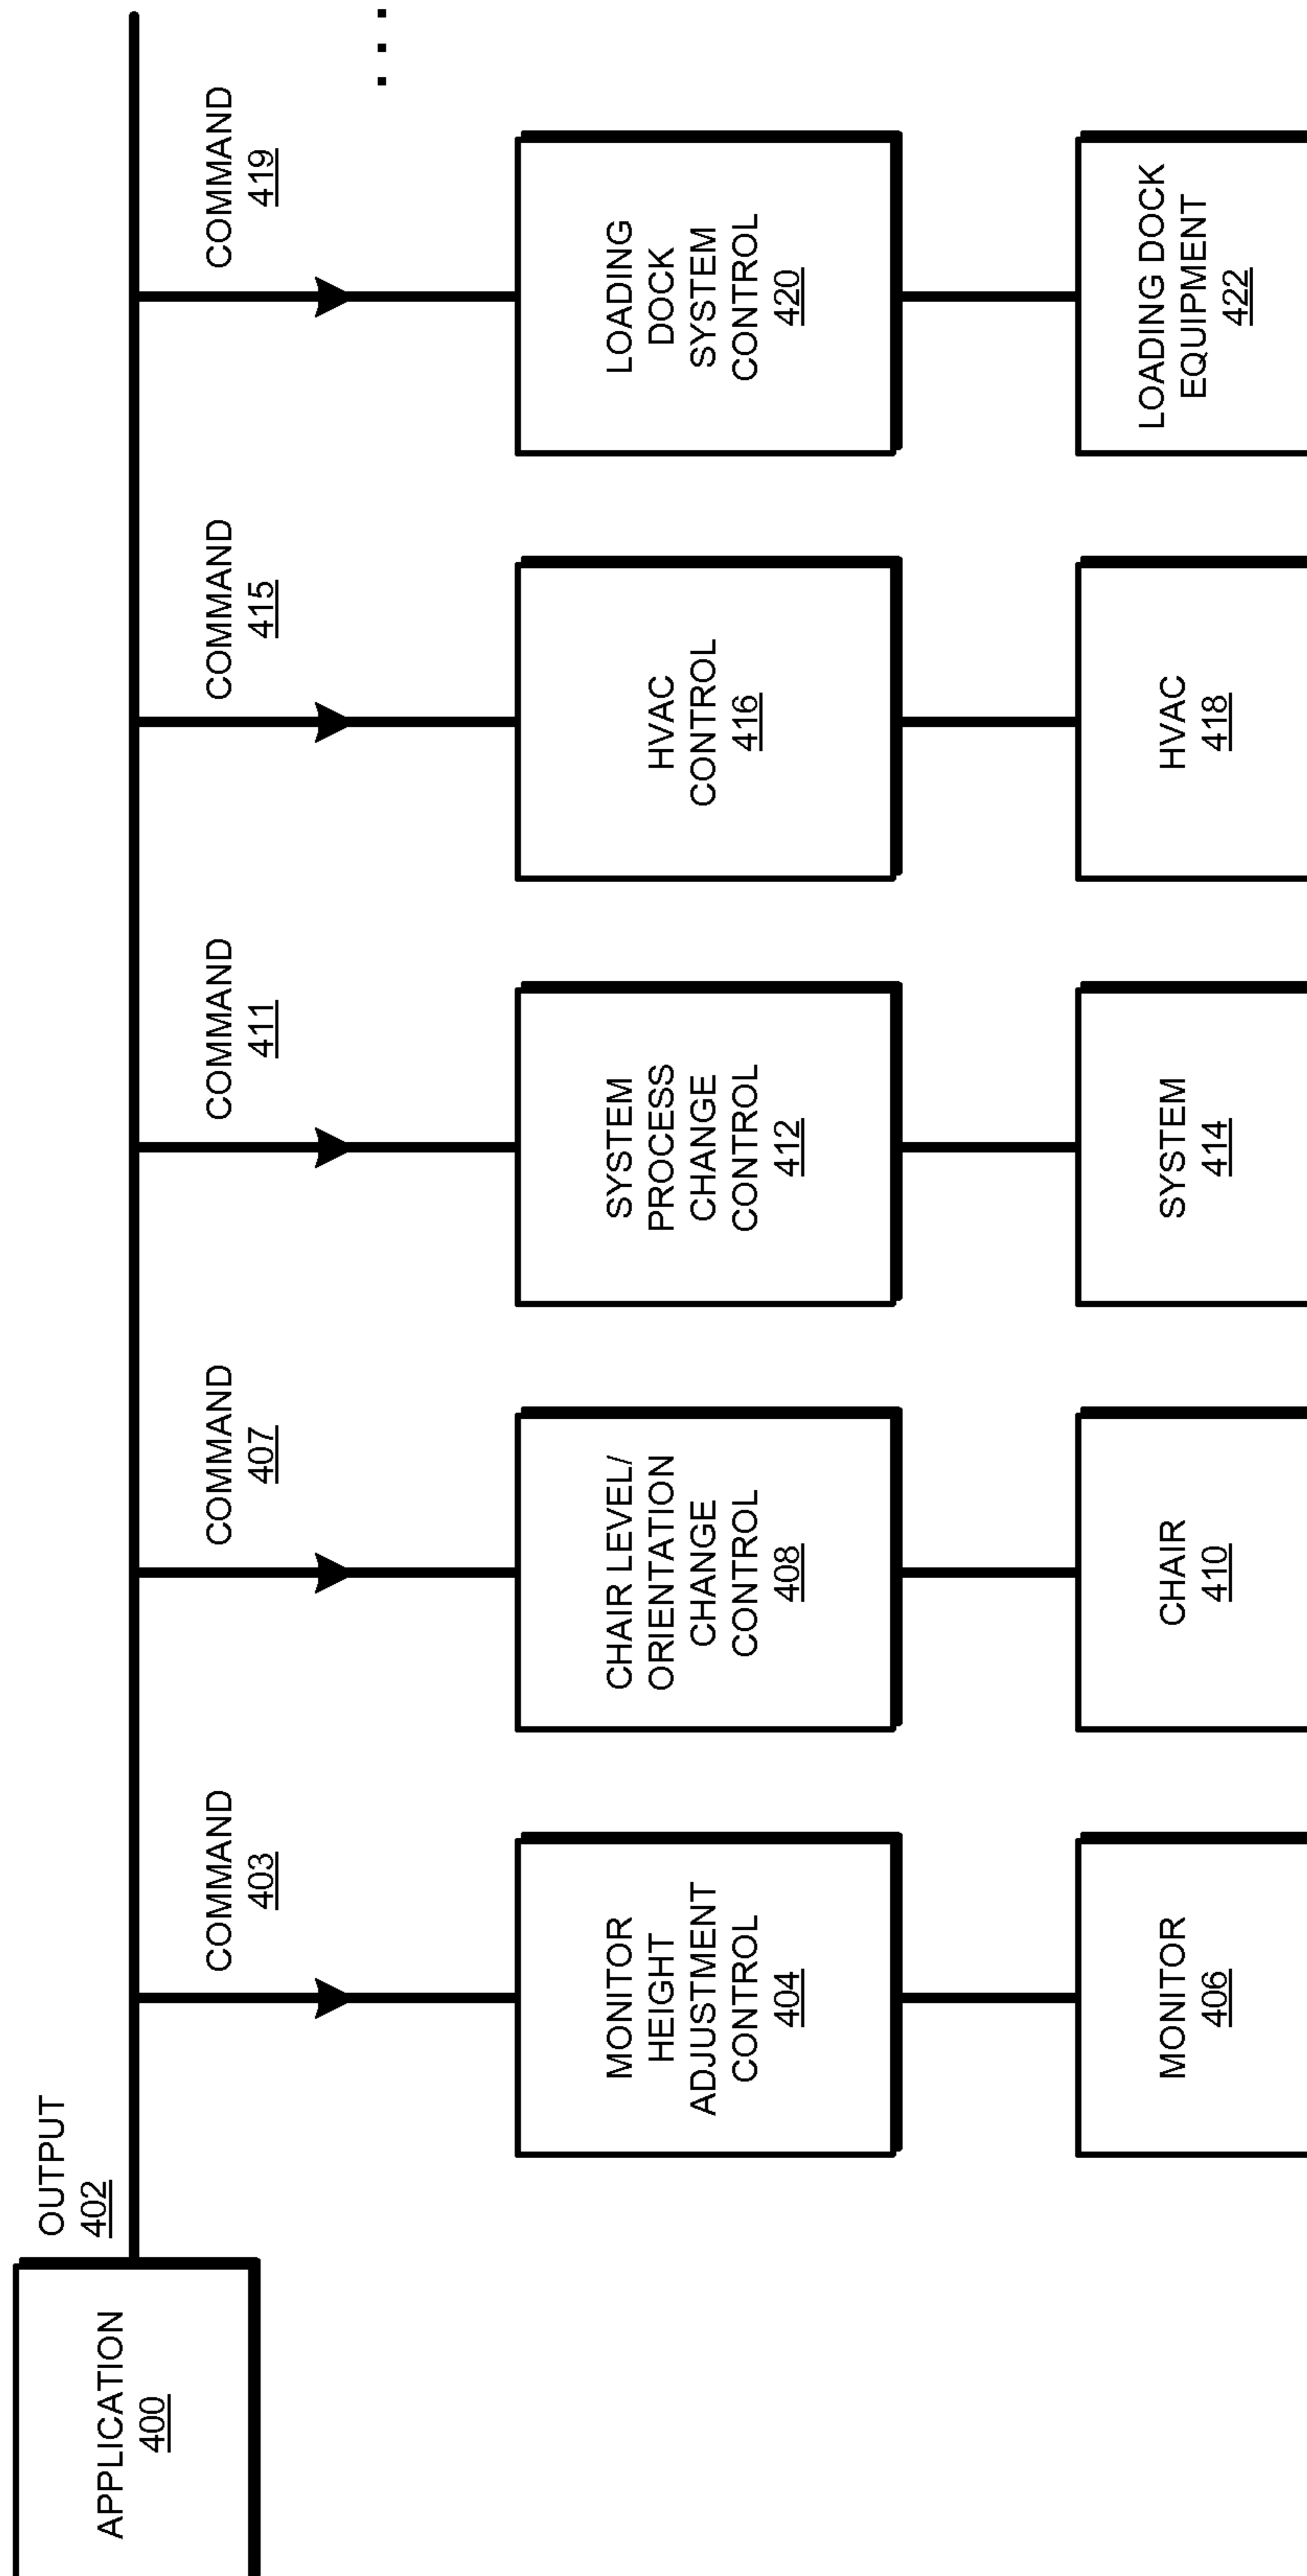 APPLICATION
400
OUTPUT
402
COMMAND
403
COMMAND
407
COMMAND
411
COMMAND
415
COMMAND
419
...
MONITOR
HEIGHT
ADJUSTMENT
CONTROL
404
CHAIR LEVEL/
ORIENTATION
CHANGE
CONTROL
408
SYSTEM
PROCESS
CHANGE
CONTROL
412
HVAC
CONTROL
416
LOADING
DOCK
SYSTEM
CONTROL
420
MONITOR
406
CHAIR
410
SYSTEM
414
HVAC
418
LOADING DOCK
EQUIPMENT
422